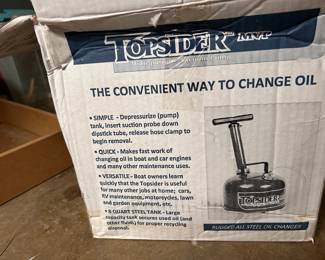 TOPSIDER MVP
THE CONVENIENT WAY TO CHANGE OIL
• SIMPLE - Depressurize (pump)
tank, insert suction probe down
dipstick tube, release hose clamp to
begin removal.
• QUICK - Makes fast work of
changing oil in boat and car engines
and many other maintenance uses.
• VERSATILE - Boat owners learn
quickly that the Topsider is useful
for many other jobs at home; cars,
RV maintenance, motorcycles, lawn
and garden equipment, etc.
• 8 QUART STEEL TANK - Large
capacity tank secures used oil (and
other fluids) for proper recycling
disposal.
TOPSIDER
RUGGED ALL STEEL OIL CHANGER